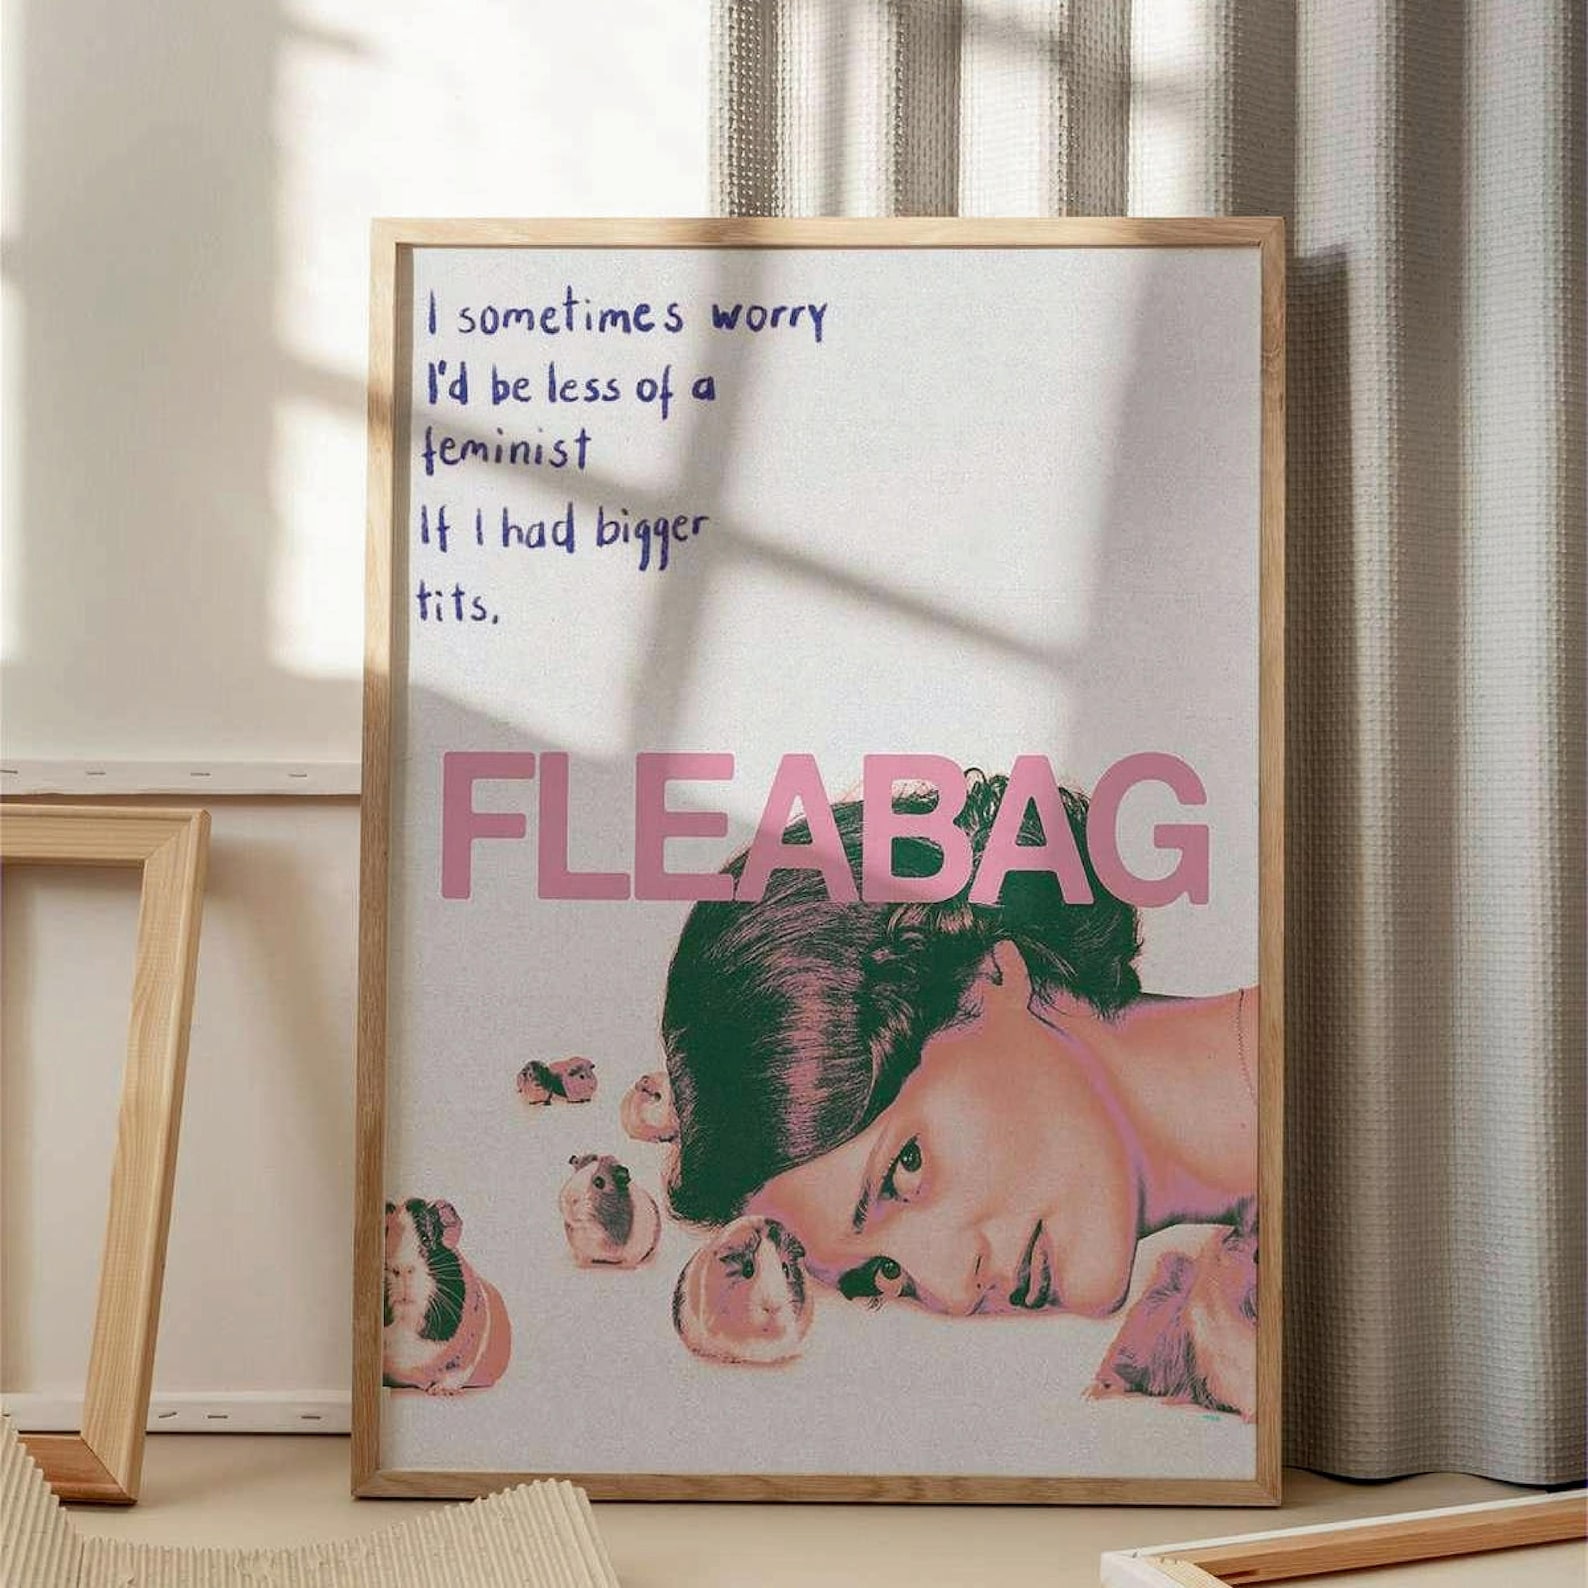 I sometimes worry
I'd be less of a
feminist
If I had bigger
tits.
FLEABAG